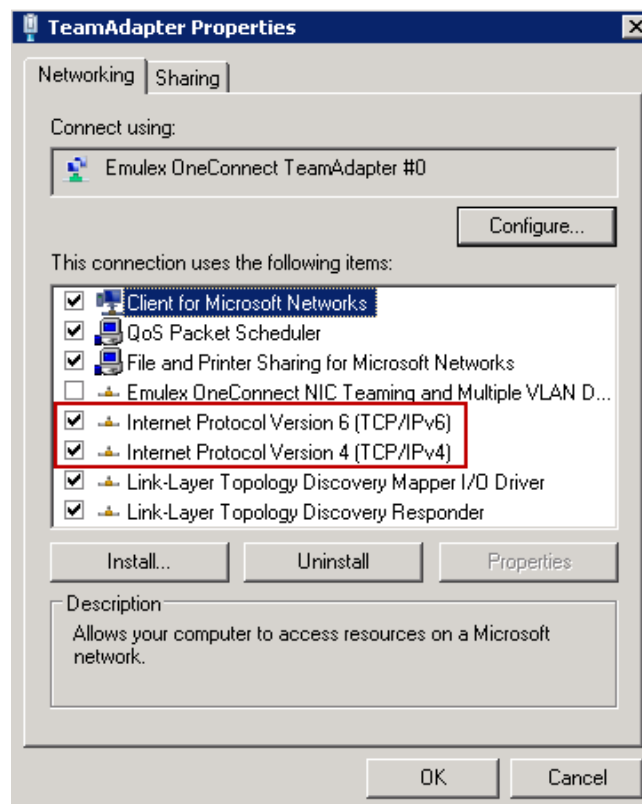 TeamAdapter Properties
Networking
Sharing
Connect using:
Emulex OneConnect TeamAdapter #0
Configure...
This connection uses the following items:
Client for Microsoft Networks
QoS Packet Scheduler
File and Printer Sharing for Microsoft Networks
Emulex OneConnect NIC Teaming and Multiple VLAN D...
Internet Protocol Version 6 (TCP/IPv6)
Internet Protocol Version 4 (TCP/IPv4)
Link-Layer Topology Discovery Mapper I/O Driver
Link-Layer Topology Discovery Responder
Install...
Uninstall
Properties
Description
Allows your computer to access resources on a Microsoft
network.
OK
Cancel